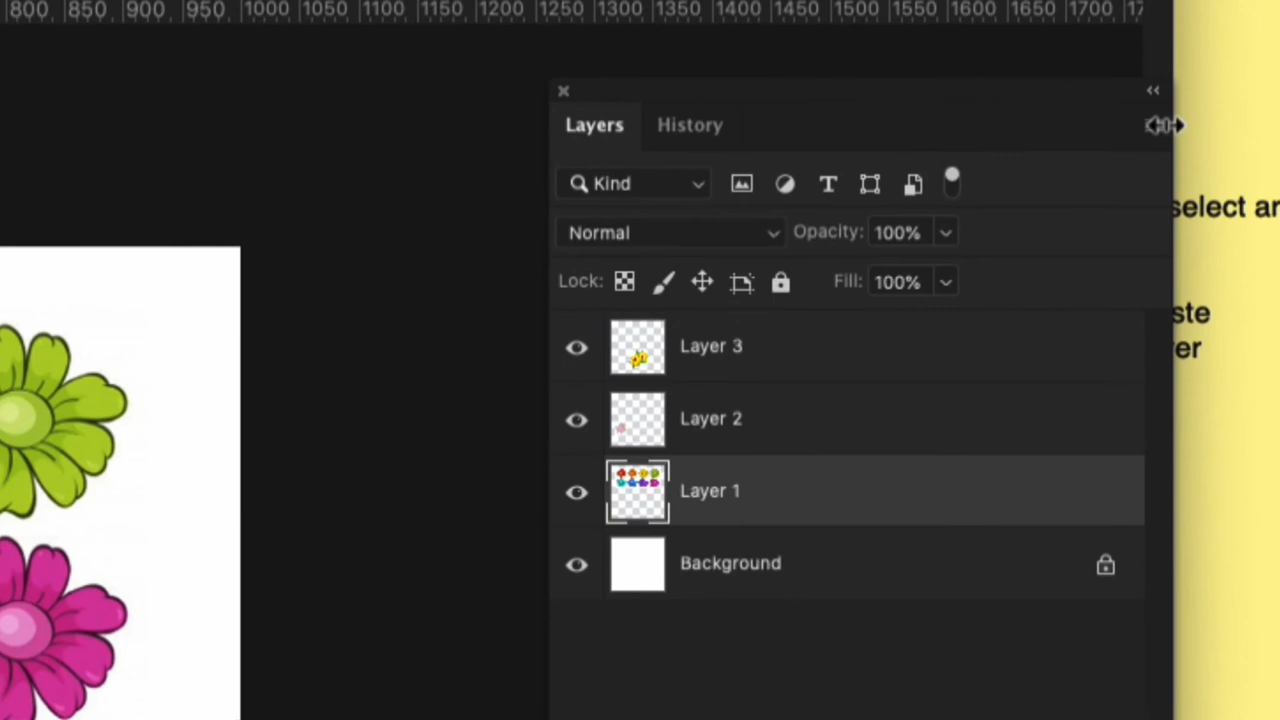 800 850 900 950 1000 1050 1100 1150 1200 1250 1300 1350 1400 1450 1500 1550 1600 1650 1700 17
Layers History
Kind
Normal Opacity: 100%
select ar
Lock: Fill: 100%
ste
Layer 3
er
Layer 2
Layer 1
Background